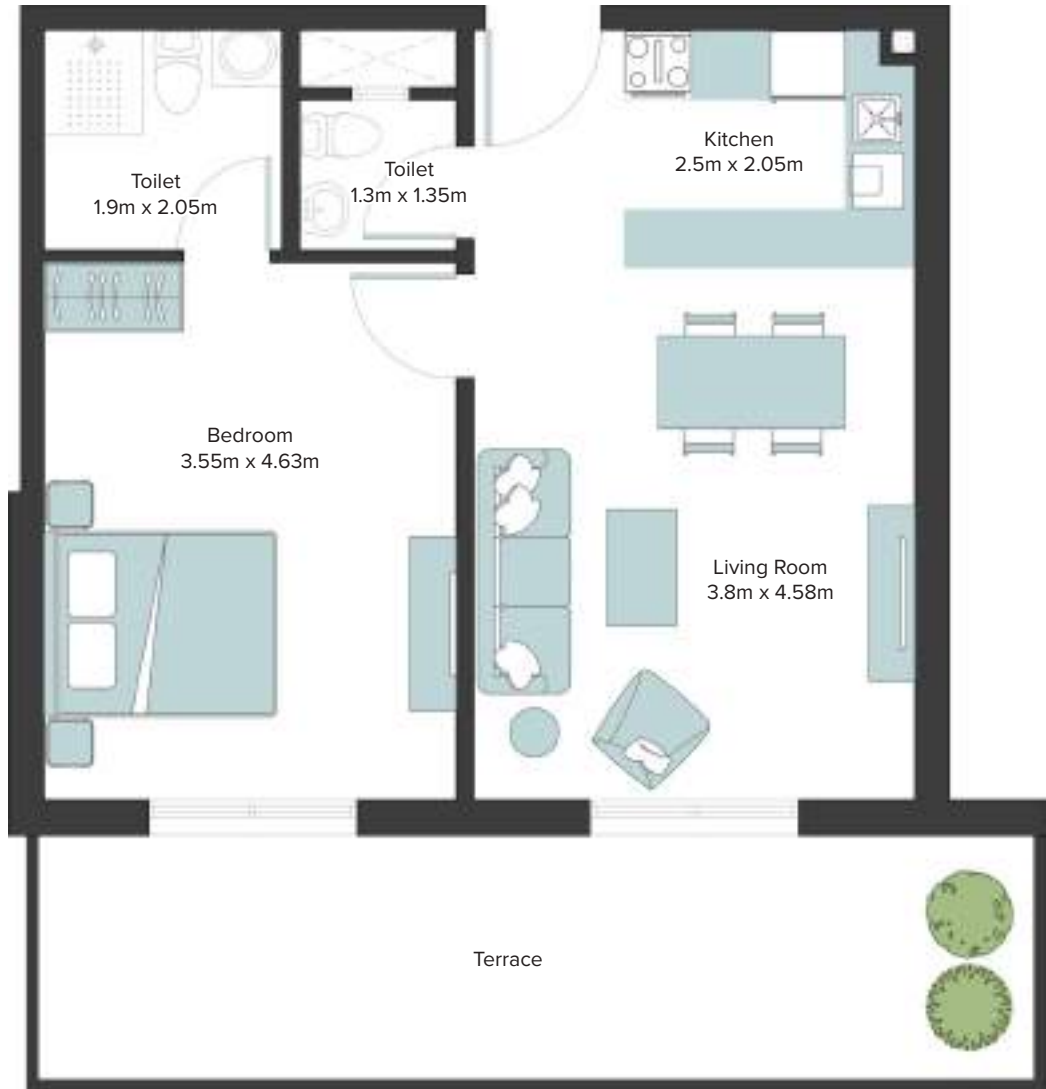 Kitchen
2.5m x 2.05m
Toilet
1.3m x 1.35m
Toilet
1.9m x 2.05m
Bedroom
3.55m x 4.63m
Living Room
3.8m x 4.58m
Terrace